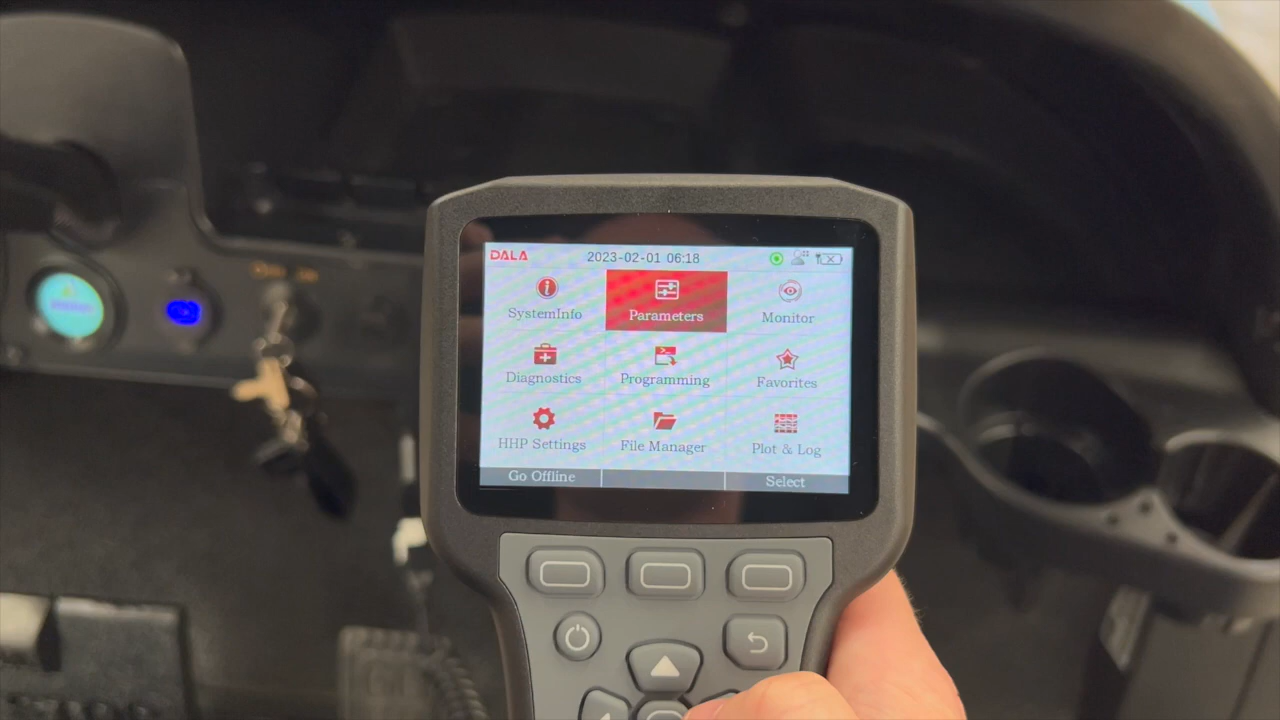 DALA 2023-02-01 06:18
SystemInfo Parameters Monitor
Diagnostics Programming Favorites
HHP Settings File Manager Plot & Log
Go Offline Select